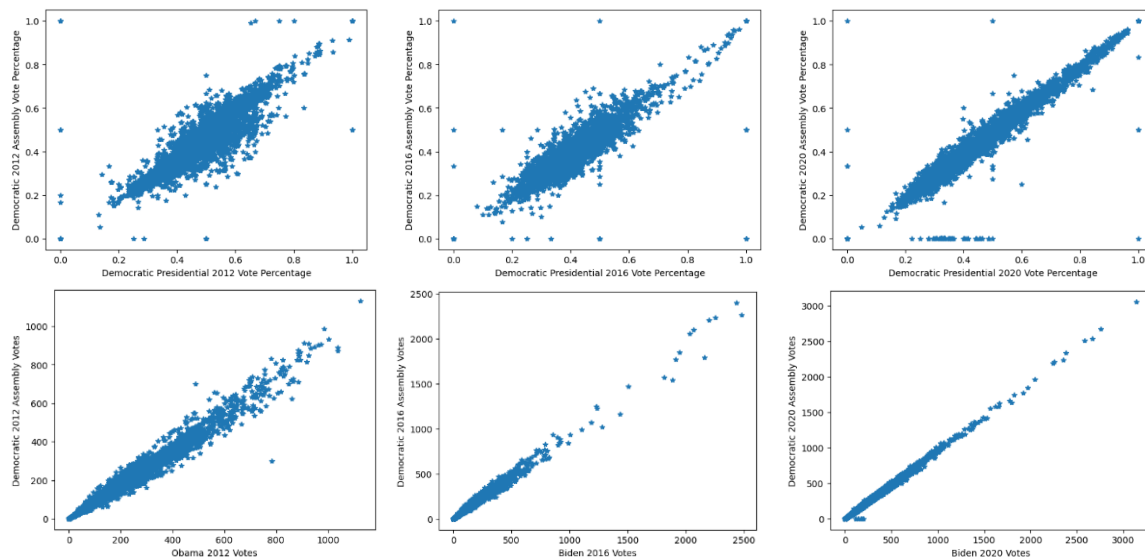 Democratic 2012 Assembly Vote Percentage
1.0
0.8
0.6
0.4
0.2
0.0
0.0 0.2 0.4 0.6 0.8 1.0
Democratic Presidential 2012 Vote Percentage
Democratic 2016 Assembly Vote Percentage
1.0
0.8
0.6
0.4
0.2
0.0
0.0 0.2 0.4 0.6 0.8 1.0
Democratic Presidential 2016 Vote Percentage
Democratic 2020 Assembly Vote Percentage
1.0
0.8
0.6
0.4
0.2
0.0
0.0 0.2 0.4 0.6 0.8 1.0
Democratic Presidential 2020 Vote Percentage
Democratic 2012 Assembly Votes
1000
800
600
400
200
0
0 200 400 600 800 1000
Obama 2012 Votes
Democratic 2016 Assembly Votes
2500
2000
1500
1000
500
0
0 500 1000 1500 2000 2500
Biden 2016 Votes
Democratic 2020 Assembly Votes
3000
2500
2000
1500
1000
500
0
0 500 1000 1500 2000 2500 3000
Biden 2020 Votes